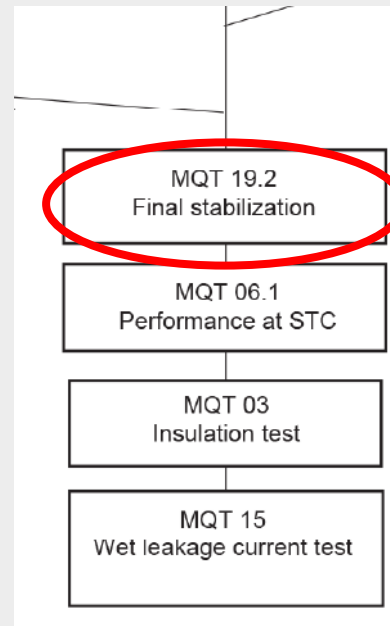 MQT 19.2
Final stabilization
MQT 06.1
Performance at STC
MQT 03
Insulation test
MQT 15
Wet leakage current test